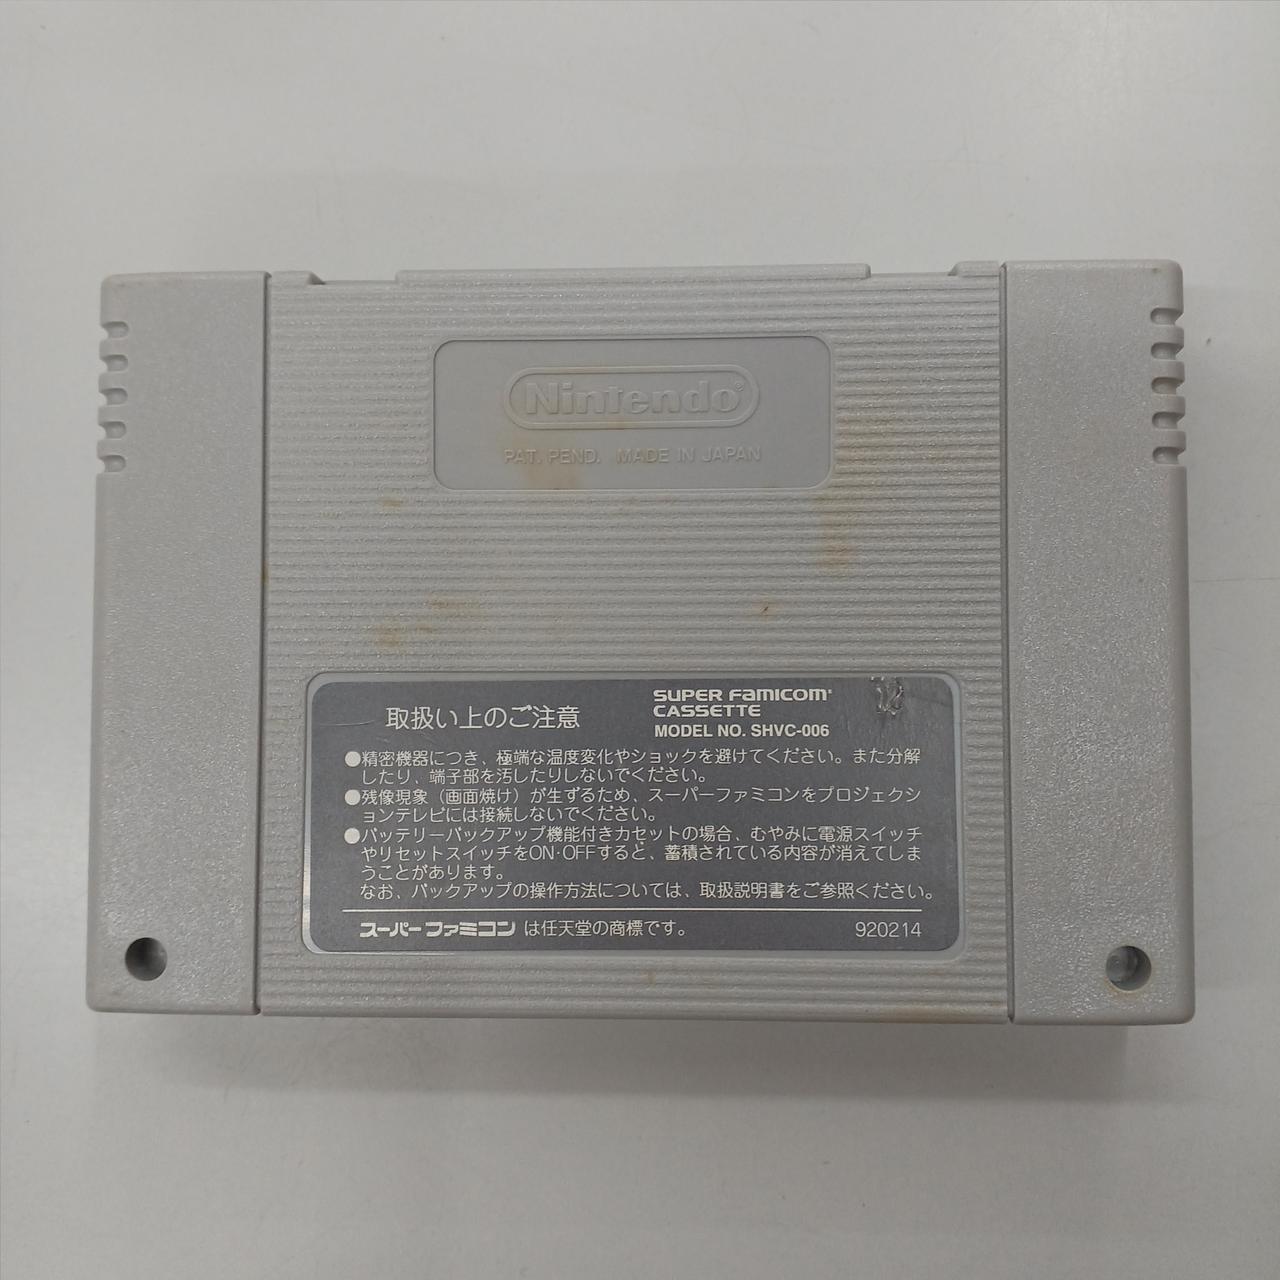 Nintendo®
PAT. PEND. MADE IN JAPAN
取扱い上のご注意
SUPER FAMICOM®
CASSETTE
MODEL NO. SHVC-006
●精密機器につき、極端な温度変化やショックを避けてください。また分解
したり、端子部を汚したりしないでください。
●残像現象（画面焼け）が生ずるため、スーパーファミコンをプロジェクシ
ョンテレビには接続しないでください。
●バッテリーバックアップ機能付きカセットの場合、むやみに電源スイッチ
やリセットスイッチをON・OFFすると、蓄積されている内容が消えてしま
うことがあります。
なお、バックアップの操作方法については、取扱説明書をご参照ください。
スーパーファミコンは任天堂の商標です。
920214